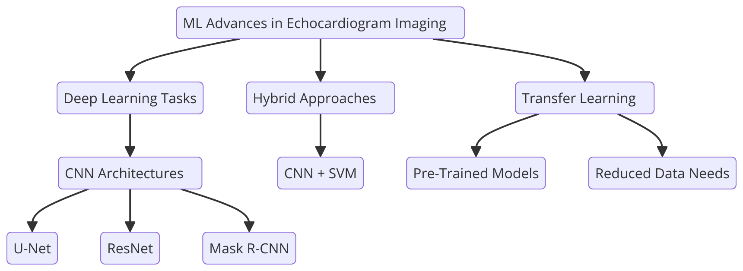 ML Advances in Echocardiogram Imaging
Deep Learning Tasks
Hybrid Approaches
Transfer Learning
CNN Architectures
CNN + SVM
Pre-Trained Models
Reduced Data Needs
U-Net
ResNet
Mask R-CNN